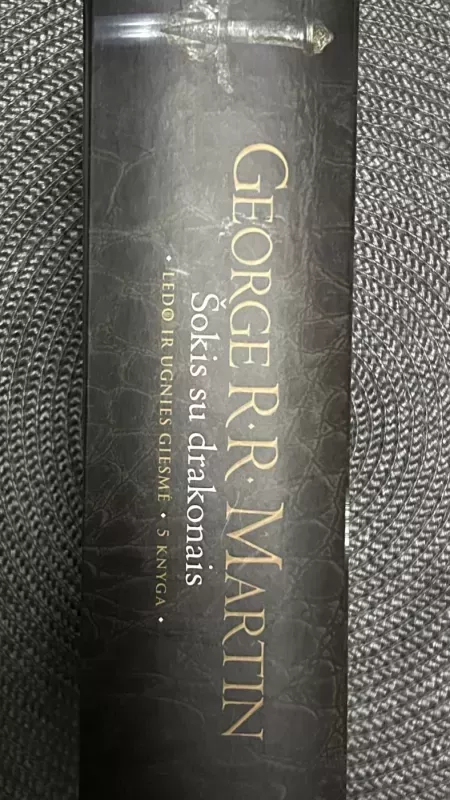 GEORGE R.R. MARTIN
Šokis su drakonais
• LEDO IR UGNIES GIESMĖ • 5 KNYGA •